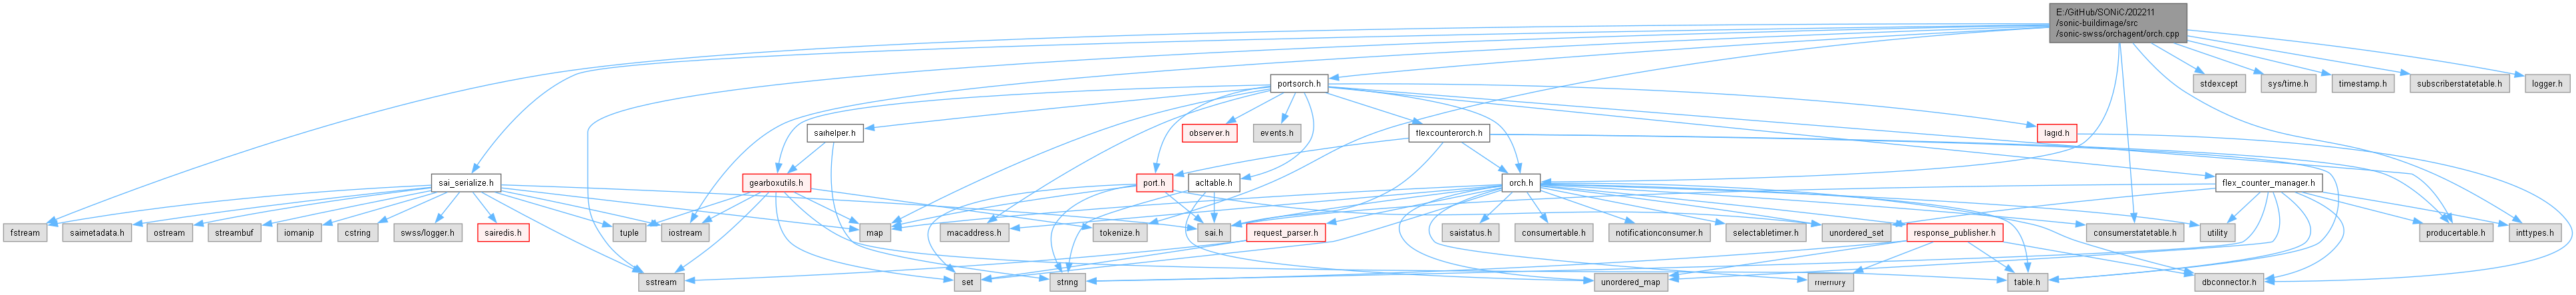 E:/GitHub/SONiC/202211
/sonic-buildimage/src
/sonic-swss/orchagent/orch.cpp
portsorch.h
stdexcept
sys/time.h
timestamp.h
subscriberstatetable.h
logger.h
saihelper.h
observer.h
events.h
flexcounterorch.h
lagid.h
sai_serialize.h
gearboxutils.h
port.h
acltable.h
orch.h
flex_counter_manager.h
fstream
saimetadata.h
ostream
streambuf
iomanip
cstring
swss/logger.h
sairedis.h
tuple
iostream
map
macaddress.h
tokenize.h
sai.h
request_parser.h
saistatus.h
consumertable.h
notificationconsumer.h
selectabletimer.h
unordered_set
response_publisher.h
consumerstatetable.h
utility
producertable.h
inttypes.h
sstream
set
string
unordered_map
memory
table.h
dbconnector.h